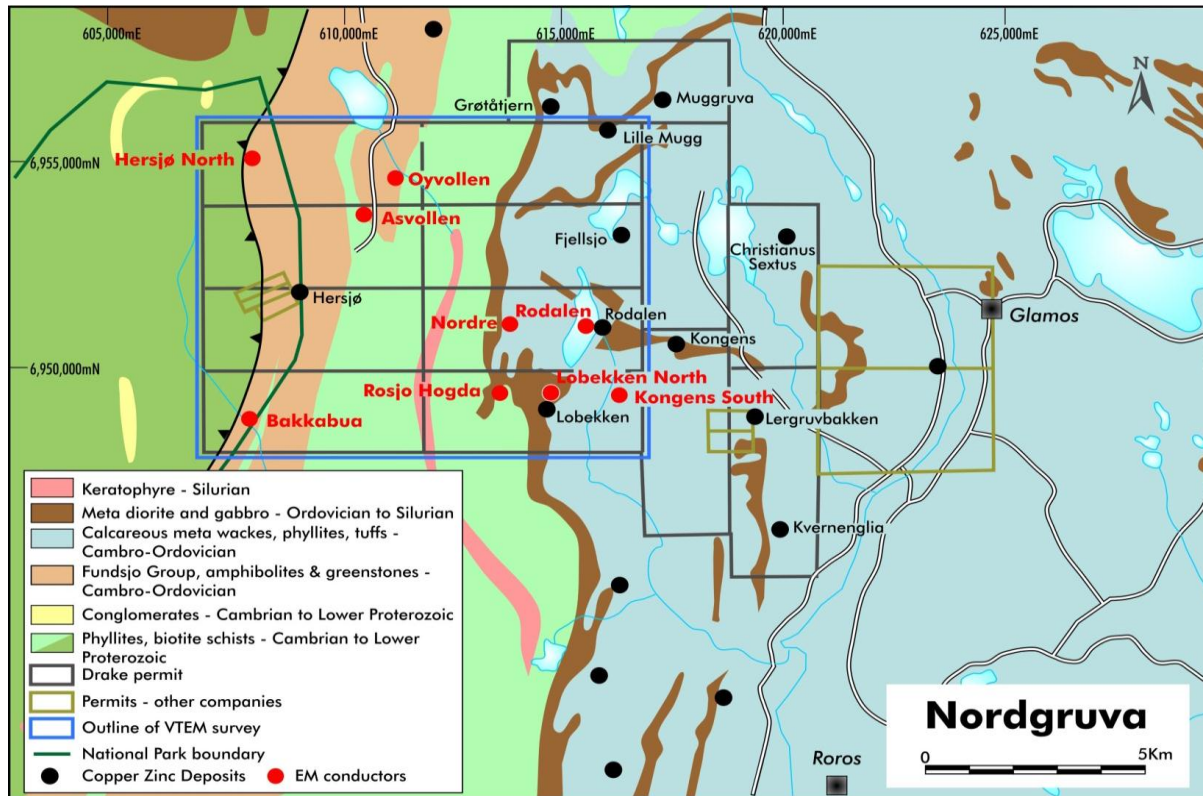 605,000mE
610,000mE
615,000mE
620,000mE
625,000mE
N
Grøtåtjern
Muggruva
Lille Mugg
6,955,000mN
Hersjø North
Oyvollen
Asvollen
Fjellsjo
Christianus
Sextus
Hersjø
Nordre
Rodalen
Rodalen
Kongens
Glamos
6,950,000mN
Rosjo Hogda
Lobekken North
Kongens South
Lobekken
Lergruvbakken
Bakkabua
Kvernenglia
Keratophyre - Silurian
Meta diorite and gabbro - Ordovician to Silurian
Calcareous meta wackes, phyllites, tuffs -
Cambro-Ordovician
Fundsjo Group, amphibolites & greenstones -
Cambro-Ordovician
Conglomerates - Cambrian to Lower Proterozoic
Phyllites, biotite schists - Cambrian to Lower
Proterozoic
Drake permit
Permits - other companies
Outline of VTEM survey
National Park boundary
Copper Zinc Deposits
EM conductors
Nordgruva
0
5Km
Roros